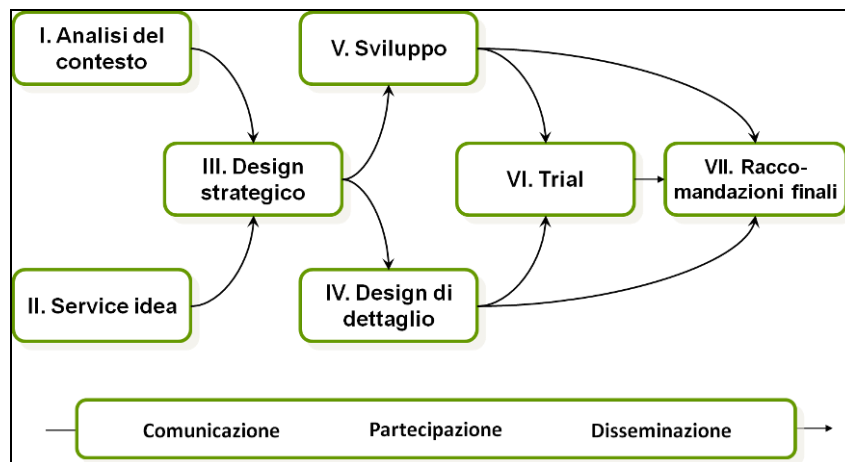 I. Analisi del
contesto
V. Sviluppo
III. Design
strategico
VI. Trial
VII. Racco-
mandazioni finali
II. Service idea
IV. Design di
dettaglio
Comunicazione Partecipazione Disseminazione